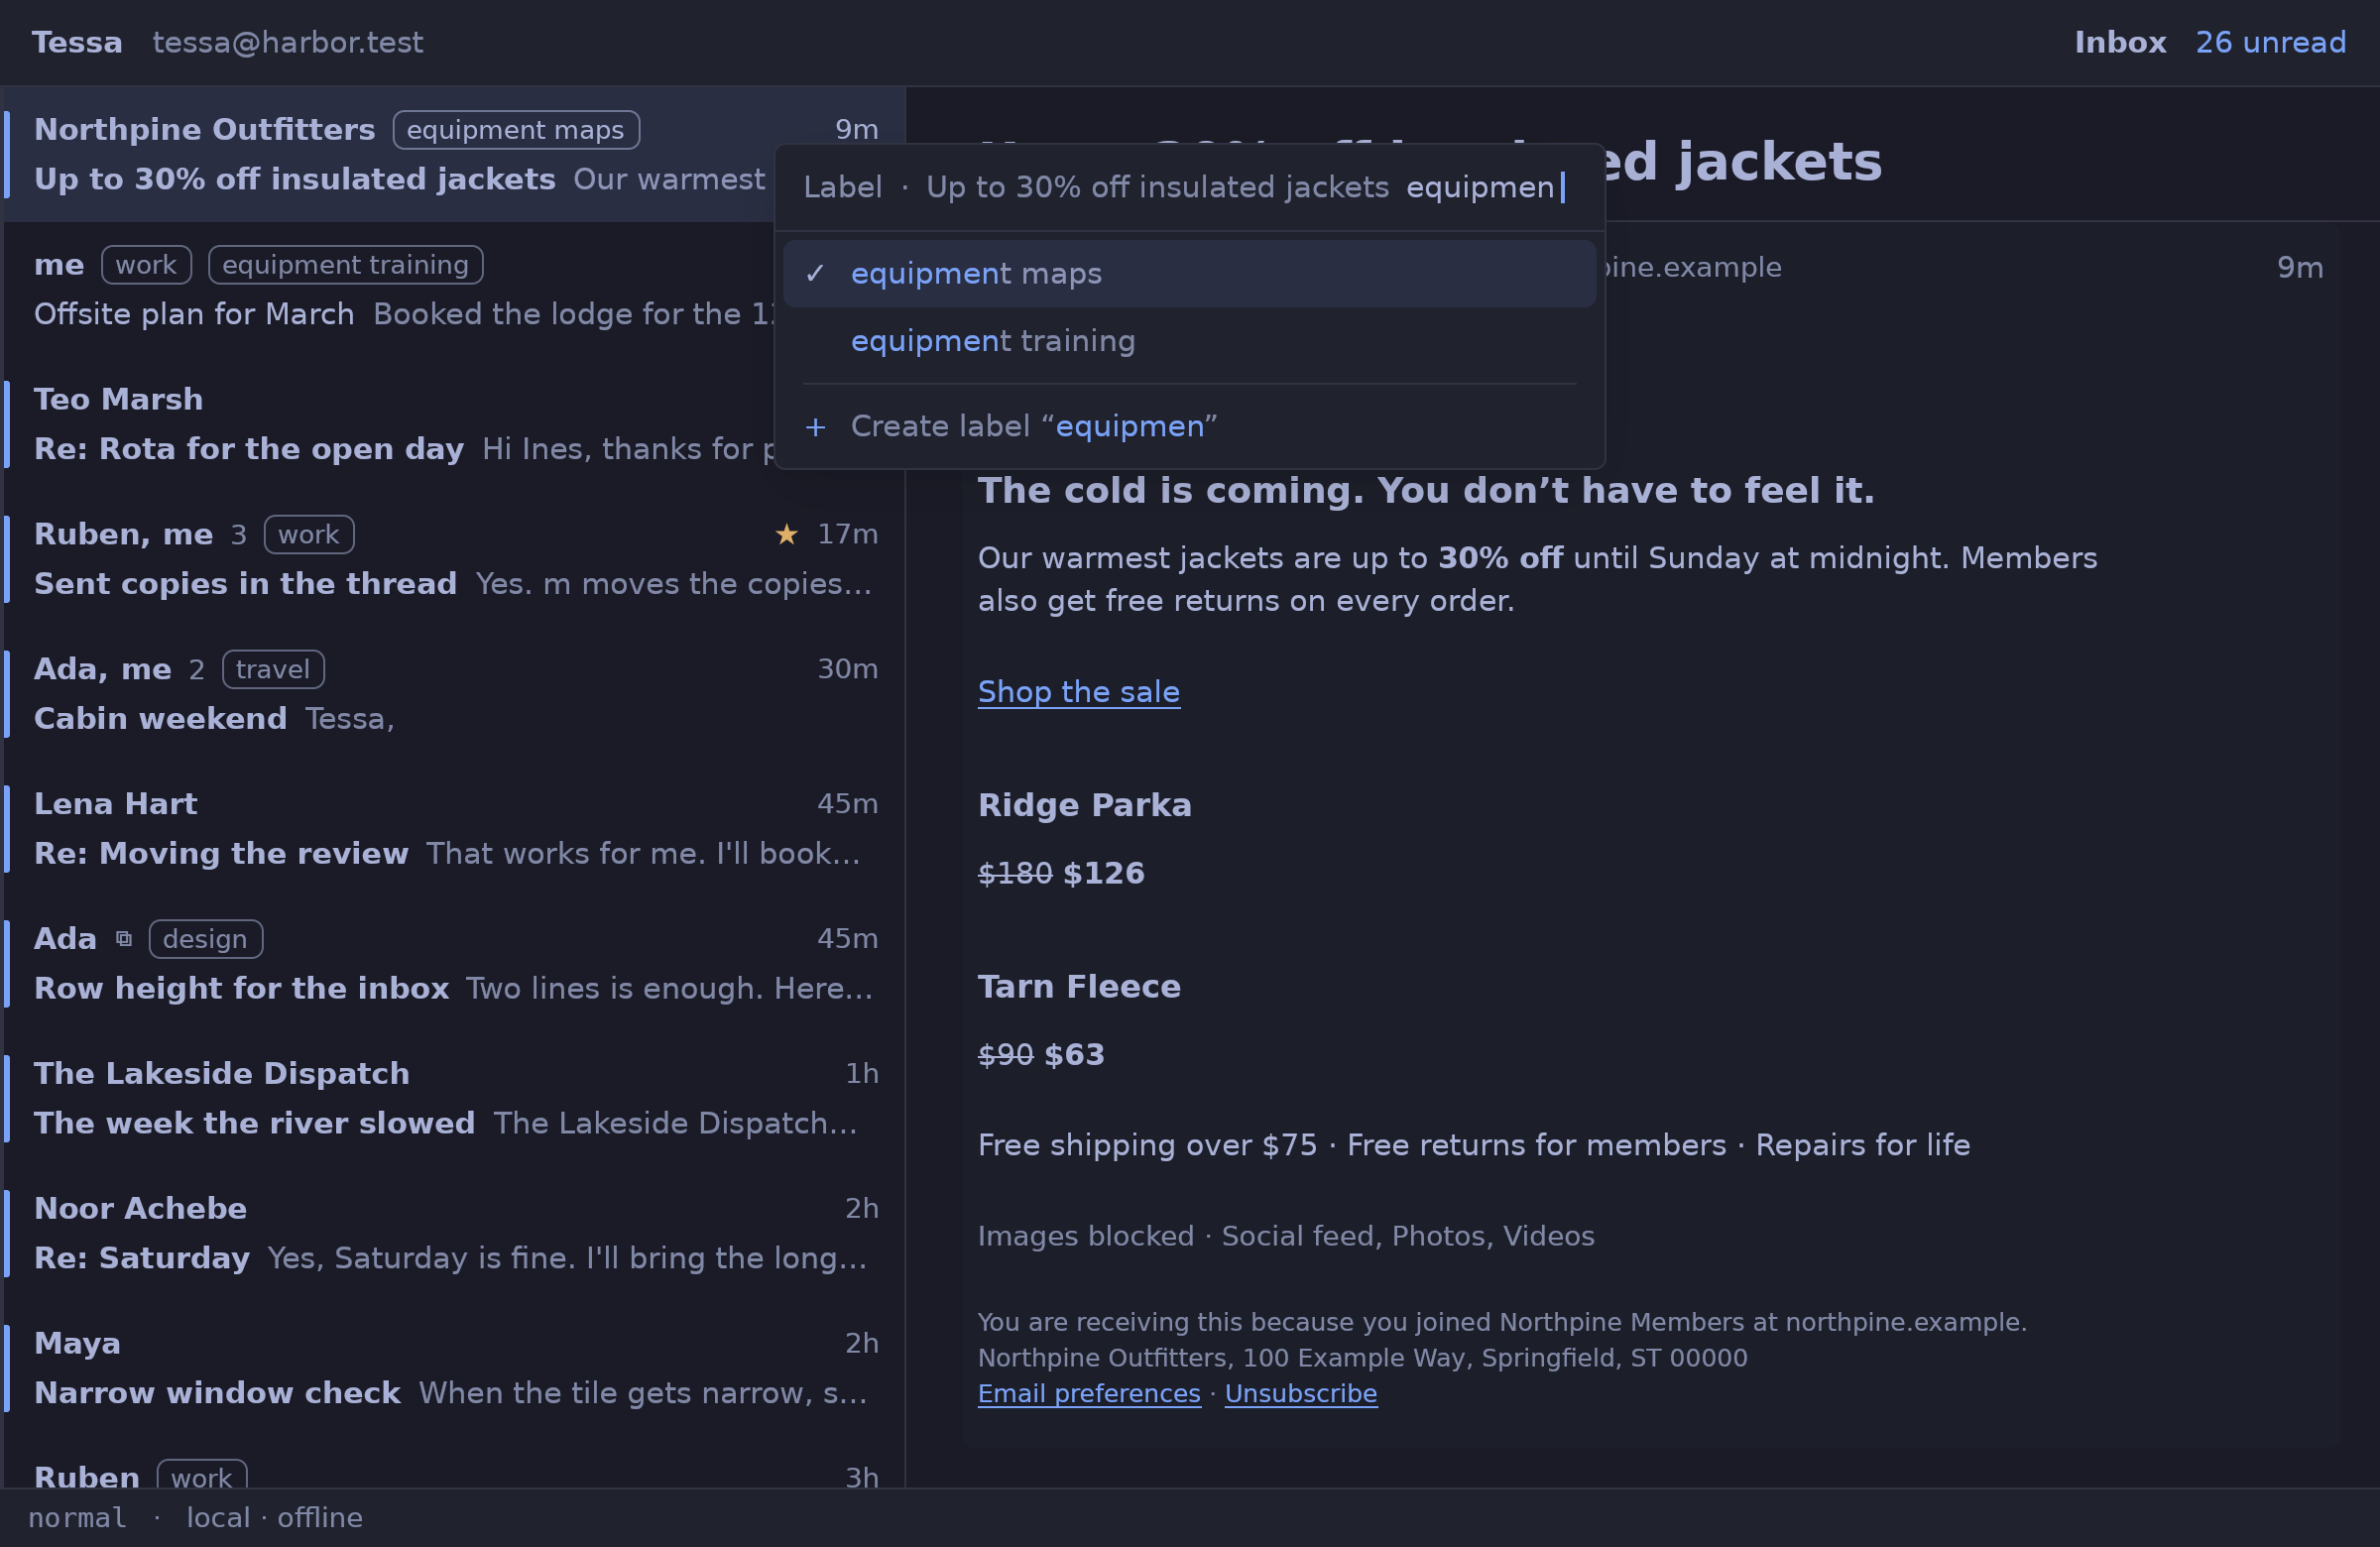 Tessa tessa@harbor.test
Inbox 26 unread
Northpine Outfitters equipment maps 9m
Up to 30% off insulated jackets Our warmest
me work equipment training
Offsite plan for March Booked the lodge for the
Teo Marsh
Re: Rota for the open day Hi Ines, thanks for
Ruben, me 3 work ★ 17m
Sent copies in the thread Yes. m moves the copies…
Ada, me 2 travel 30m
Cabin weekend Tessa,
Lena Hart 45m
Re: Moving the review That works for me. I'll book…
Ada ⧉ design 45m
Row height for the inbox Two lines is enough. Here…
The Lakeside Dispatch 1h
The week the river slowed The Lakeside Dispatch…
Noor Achebe 2h
Re: Saturday Yes, Saturday is fine. I'll bring the long…
Maya 2h
Narrow window check When the tile gets narrow, s…
Ruben work 3h
Label · Up to 30% off insulated jackets equipmen
✓ equipment maps
equipment training
+ Create label “equipmen”
jackets
9m
The cold is coming. You don’t have to feel it.
Our warmest jackets are up to 30% off until Sunday at midnight. Members
also get free returns on every order.
Shop the sale
Ridge Parka
$180 $126
Tarn Fleece
$90 $63
Free shipping over $75 · Free returns for members · Repairs for life
Images blocked · Social feed, Photos, Videos
You are receiving this because you joined Northpine Members at northpine.example.
Northpine Outfitters, 100 Example Way, Springfield, ST 00000
Email preferences · Unsubscribe
normal · local · offline